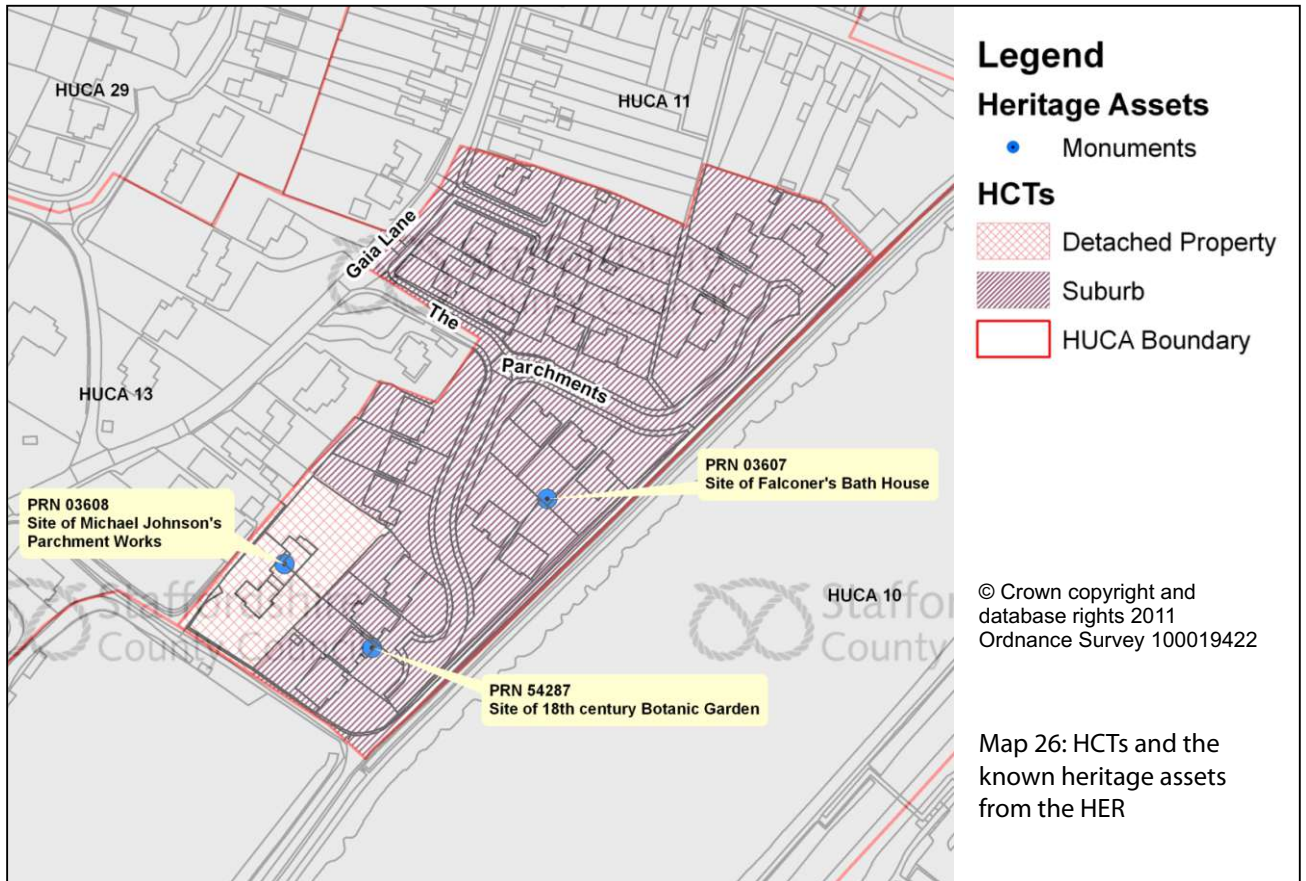 HUCA 29
HUCA 11
Gaia Lane
The
Parchments
HUCA 13
PRN 03607
Site of Falconer's Bath House
PRN 03608
Site of Michael Johnson's
Parchment Works
HUCA 10
PRN 54287
Site of 18th century Botanic Garden
Legend
Heritage Assets
Monuments
HCTs
Detached Property
Suburb
HUCA Boundary
© Crown copyright and
database rights 2011
Ordnance Survey 100019422
Map 26: HCTs and the
known heritage assets
from the HER